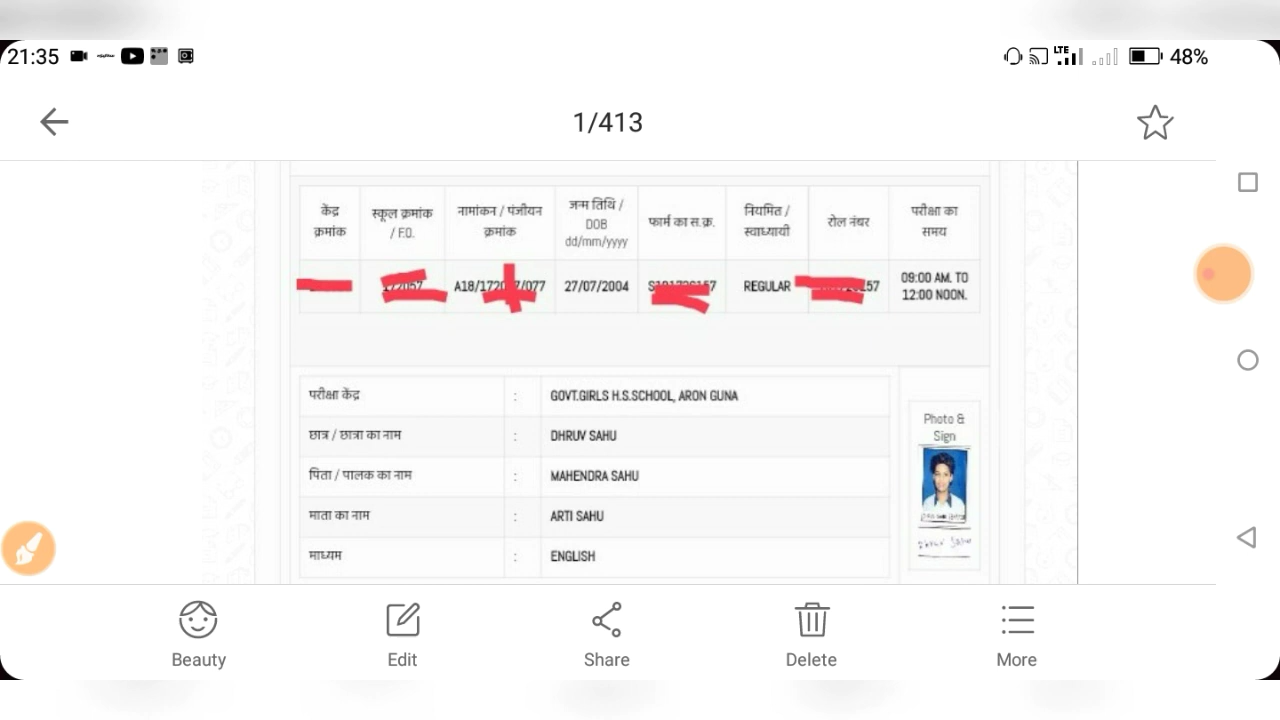 21:35
LTE
48%
1/413
केंद्र क्रमांक
स्कूल क्रमांक / F.O.
नामांकन / पंजीयन क्रमांक
जन्म तिथि / DOB dd/mm/yyyy
फार्म का स.क्र.
नियमित / स्वाध्यायी
रोल नंबर
परीक्षा का समय
27/07/2004
REGULAR
09:00 AM. TO 12:00 NOON.
परीक्षा केंद्र : GOVT.GIRLS H.S.SCHOOL, ARON GUNA
छात्र / छात्रा का नाम : DHRUV SAHU
पिता / पालक का नाम : MAHENDRA SAHU
माता का नाम : ARTI SAHU
माध्यम : ENGLISH
Photo &
Sign
Beauty
Edit
Share
Delete
More